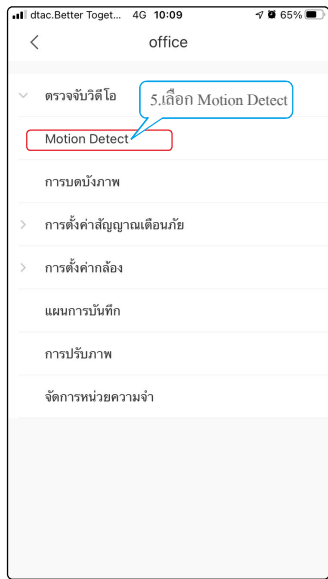 dtac.Better Toget... 4G 10:09 65%
office
ตรวจจับวิดีโอ
5.เลือก Motion Detect
Motion Detect
การบดบังภาพ
การตั้งค่าสัญญาณเตือนภัย
การตั้งค่ากล้อง
แผนการบันทึก
การปรับภาพ
จัดการหน่วยความจำ